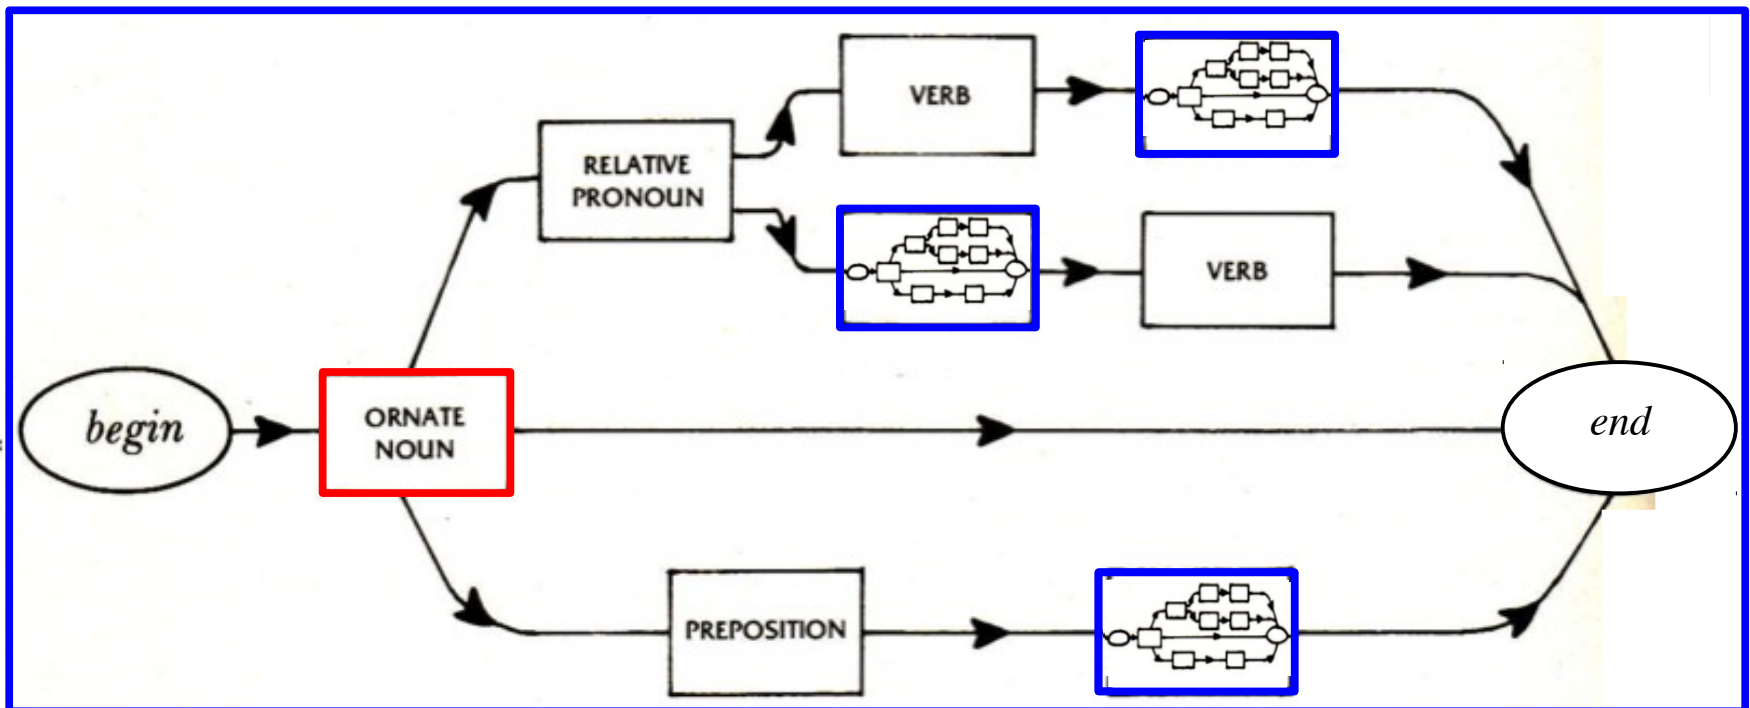 VERB
RELATIVE
PRONOUN
VERB
begin
ORNATE
NOUN
end
PREPOSITION